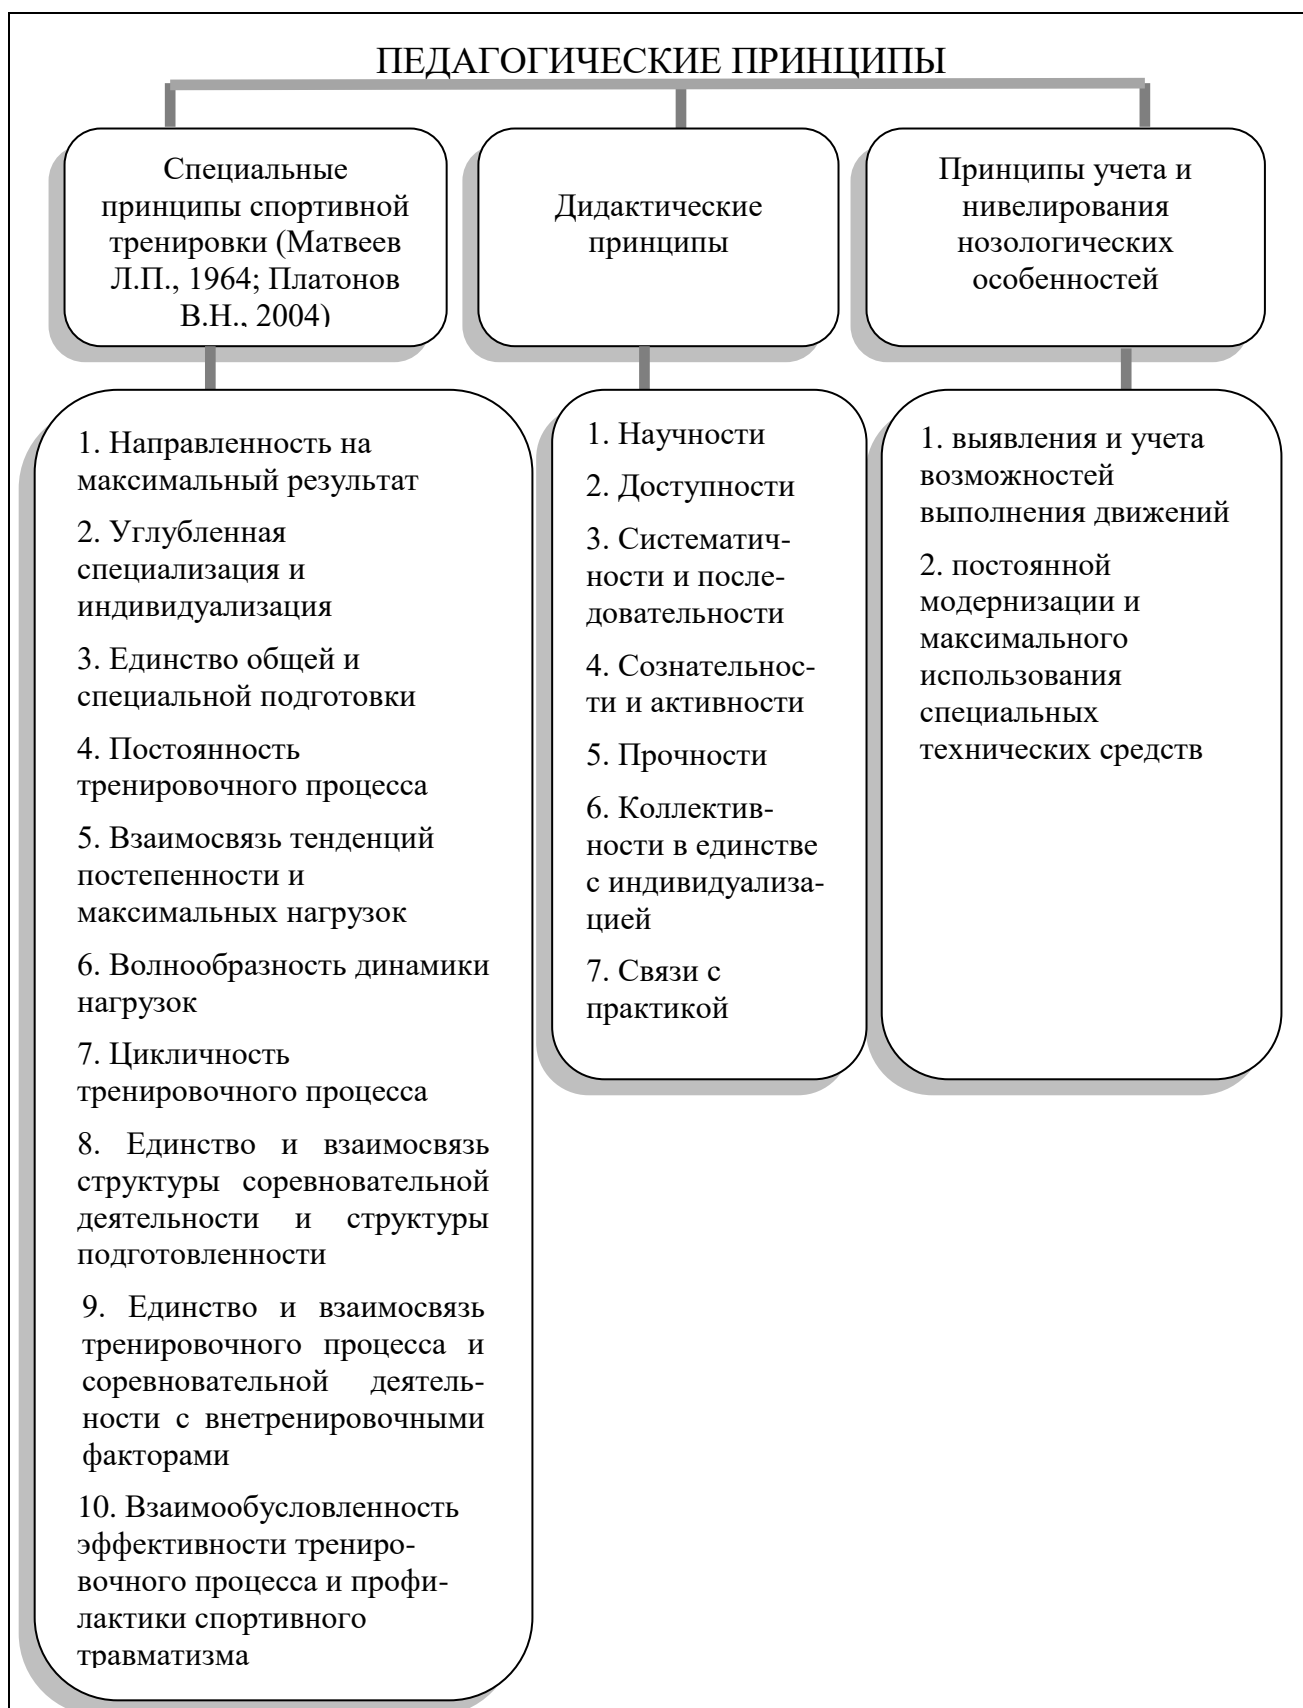 ПЕДАГОГИЧЕСКИЕ ПРИНЦИПЫ
Специальные
принципы спортивной
тренировки (Матвеев
Л.П., 1964; Платонов
В.Н., 2004)
Дидактические
принципы
Принципы учета и
нивелирования
нозологических
особенностей
1. Направленность на
максимальный результат
2. Углубленная
специализация и
индивидуализация
3. Единство общей и
специальной подготовки
4. Постоянность
тренировочного процесса
5. Взаимосвязь тенденций
постепенности и
максимальных нагрузок
6. Волнообразность динамики
нагрузок
7. Цикличность
тренировочного процесса
8. Единство и взаимосвязь
структуры соревновательной
деятельности и структуры
подготовленности
9. Единство и взаимосвязь
тренировочного процесса и
соревновательной деятель-
ности с внетренировочными
факторами
10. Взаимообусловленность
эффективности трениро-
вочного процесса и профи-
лактики спортивного
травматизма
1. Научности
2. Доступности
3. Систематич-
ности и после-
довательности
4. Сознательнос-
ти и активности
5. Прочности
6. Коллектив-
ности в единстве
с индивидуализа-
цией
7. Связи с
практикой
1. выявления и учета
возможностей
выполнения движений
2. постоянной
модернизации и
максимального
использования
специальных
технических средств